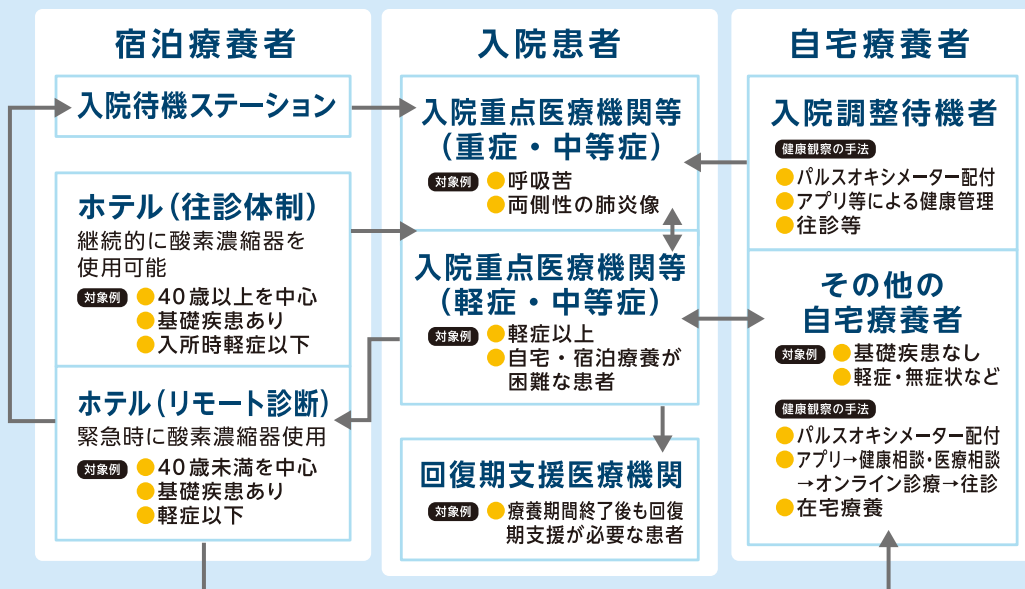 宿泊療養者
入院待機ステーション
ホテル(往診体制)
継続的に酸素濃縮器を
使用可能
対象例 ●40歳以上を中心
●基礎疾患あり
●入所時軽症以下
ホテル(リモート診断)
緊急時に酸素濃縮器使用
対象例 ●40歳未満を中心
●基礎疾患あり
●軽症以下
入院患者
入院重点医療機関等
(重症・中等症)
対象例 ●呼吸苦
●両側性の肺炎像
入院重点医療機関等
(軽症・中等症)
対象例 ●軽症以上
●自宅・宿泊療養が
困難な患者
回復期支援医療機関
対象例 ●療養期間終了後も回復
期支援が必要な患者
自宅療養者
入院調整待機者
健康観察の手法
●パルスオキシメーター配付
●アプリ等による健康管理
●往診等
その他の
自宅療養者
対象例 ●基礎疾患なし
●軽症・無症状など
健康観察の手法
●パルスオキシメーター配付
●アプリ→健康相談・医療相談
→オンライン診療→往診
●在宅療養